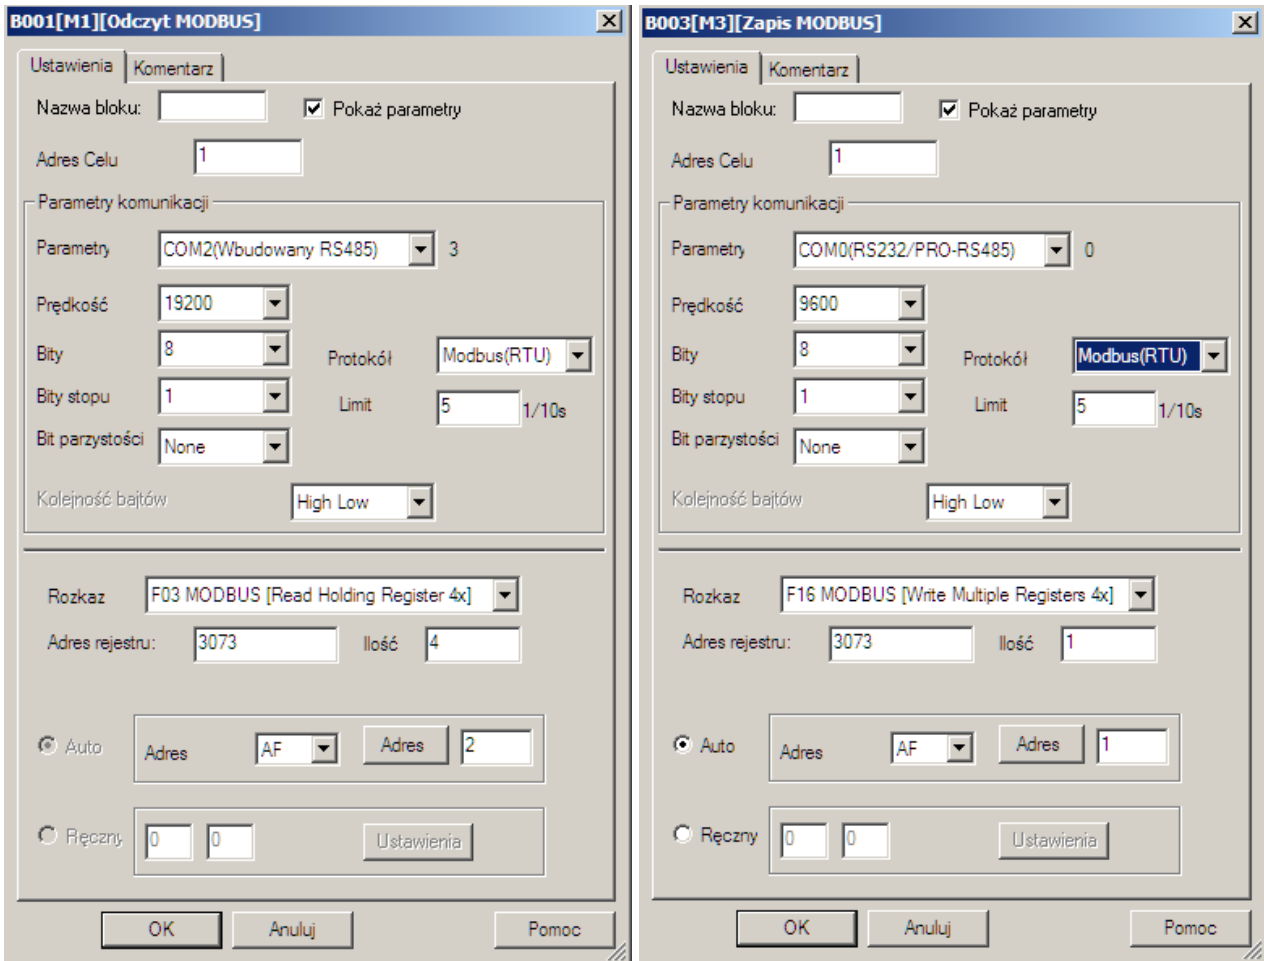 B001[M1][Odczyt MODBUS]
Ustawienia Komentarz
Nazwa bloku: Pokaż parametry
Adres Celu 1
Parametry komunikacji
Parametry COM2(Wbudowany RS485) 3
Prędkość 19200
Bity 8 Protokół Modbus(RTU)
Bity stopu 1 Limit 5 1/10s
Bit parzystości None
Kolejność bajtów High Low
Rozkaz F03 MODBUS [Read Holding Register 4x]
Adres rejestru: 3073 Ilość 4
Auto Adres AF Adres 2
Ręczny 0 0 Ustawienia
OK Anuluj Pomoc
B003[M3][Zapis MODBUS]
Ustawienia Komentarz
Nazwa bloku: Pokaż parametry
Adres Celu 1
Parametry komunikacji
Parametry COM0(RS232/PRO-RS485) 0
Prędkość 9600
Bity 8 Protokół Modbus(RTU)
Bity stopu 1 Limit 5 1/10s
Bit parzystości None
Kolejność bajtów High Low
Rozkaz F16 MODBUS [Write Multiple Registers 4x]
Adres rejestru: 3073 Ilość 1
Auto Adres AF Adres 1
Ręczny 0 0 Ustawienia
OK Anuluj Pomoc